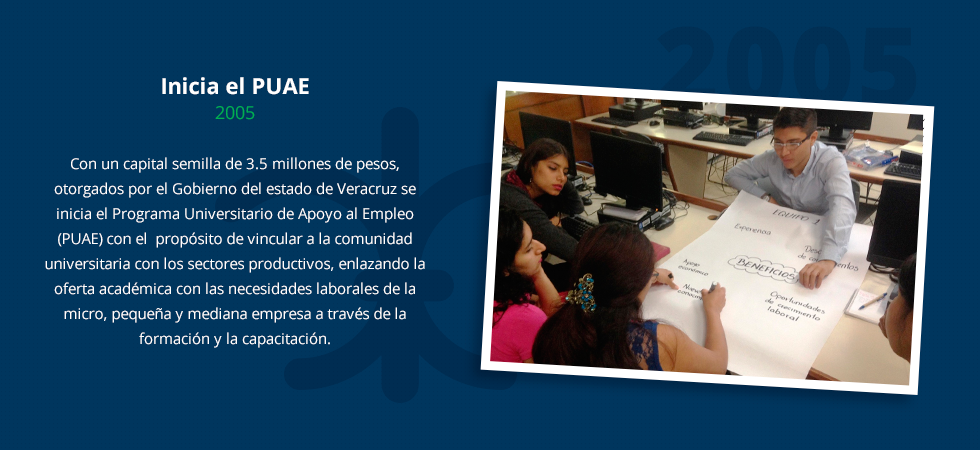 2005
Inicia el PUAE
2005
Con un capital semilla de 3.5 millones de pesos,
otorgados por el Gobierno del estado de Veracruz se
inicia el Programa Universitario de Apoyo al Empleo
(PUAE) con el  propósito de vincular a la comunidad
universitaria con los sectores productivos, enlazando la
oferta académica con las necesidades laborales de la
micro, pequeña y mediana empresa a través de la
formación y la capacitación.
EQUIPO 1
Experiencia
BENEFICIOS
Apoyo
económico
Oportunidades
de crecimiento
laboral